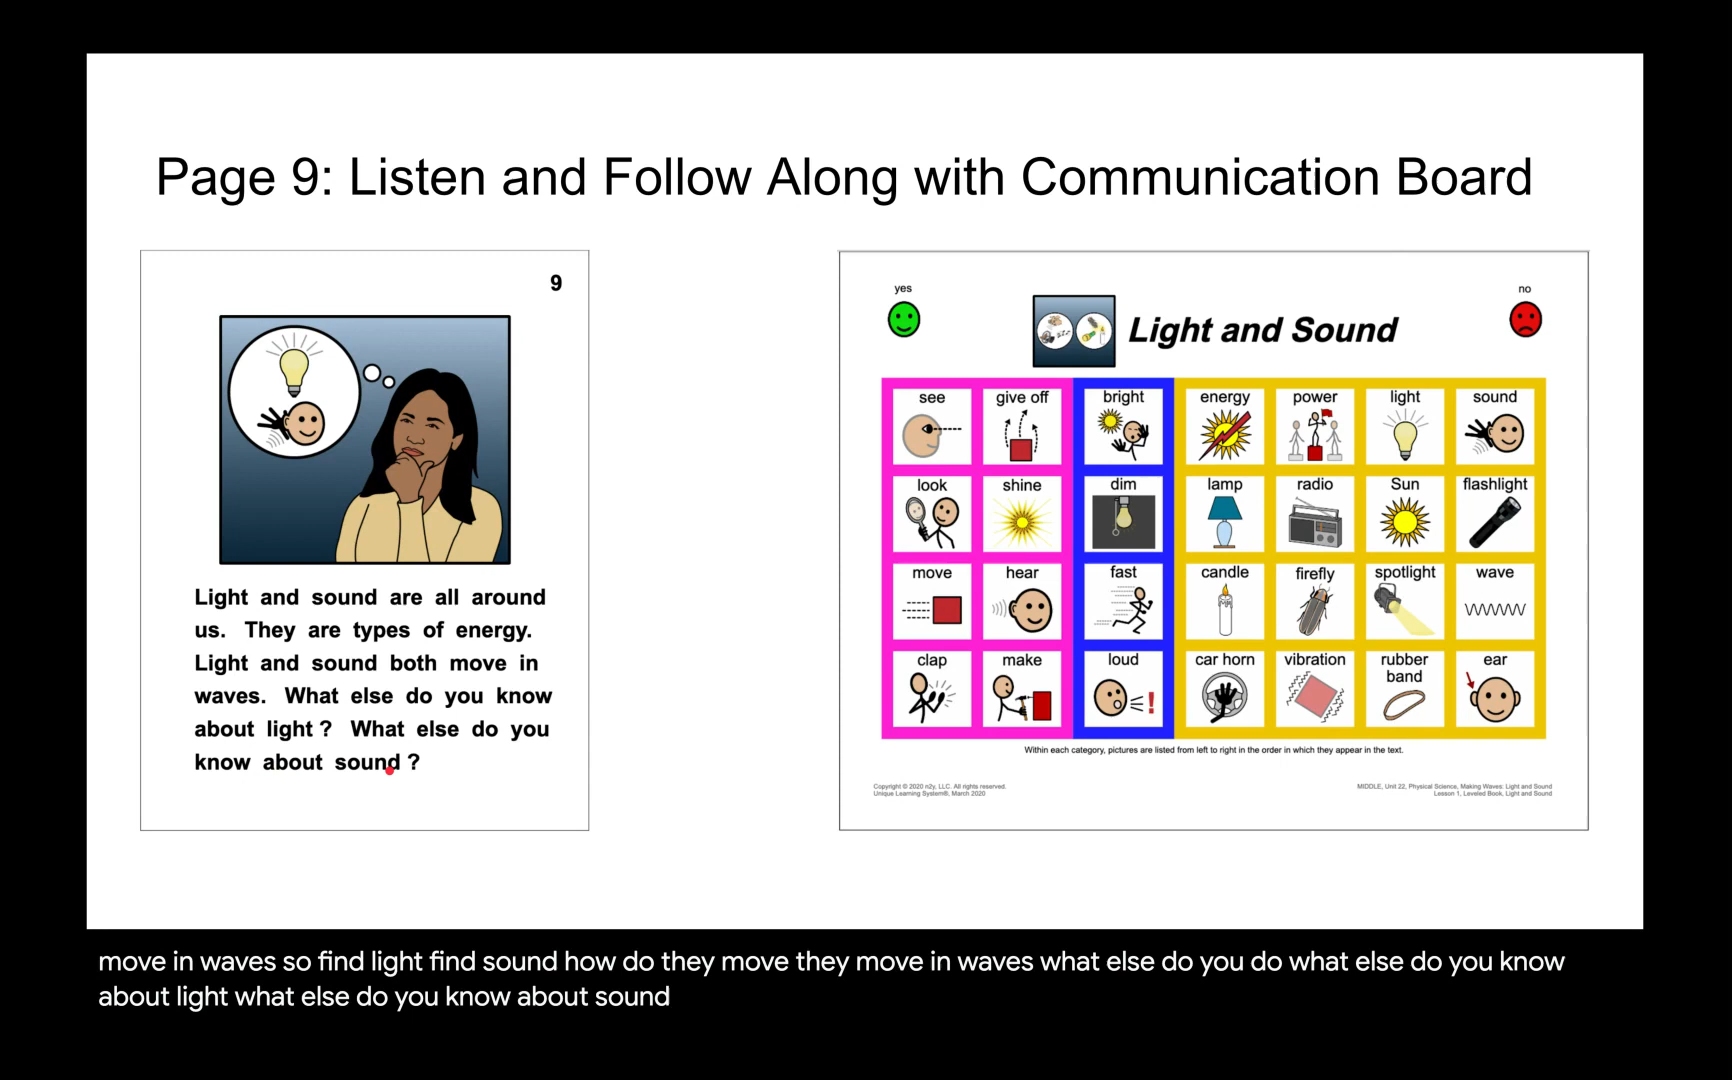 Page 9: Listen and Follow Along with Communication Board
9
Light and sound are all around
us. They are types of energy.
Light and sound both move in
waves. What else do you know
about light ? What else do you
know about sound ?
yes
no
Light and Sound
see give off bright energy power light sound
look shine dim lamp radio Sun flashlight
move hear fast candle firefly spotlight wave
clap make loud car horn vibration rubber band ear
Within each category, pictures are listed from left to right in the order in which they appear in the text.
Copyright © 2020 n2y, LLC. All rights reserved.
Unique Learning System®, March 2020
MIDDLE, Unit 22, Physical Science, Making Waves: Light and Sound
Lesson 1, Leveled Book, Light and Sound
move in waves so find light find sound how do they move they move in waves what else do you do what else do you know
about light what else do you know about sound